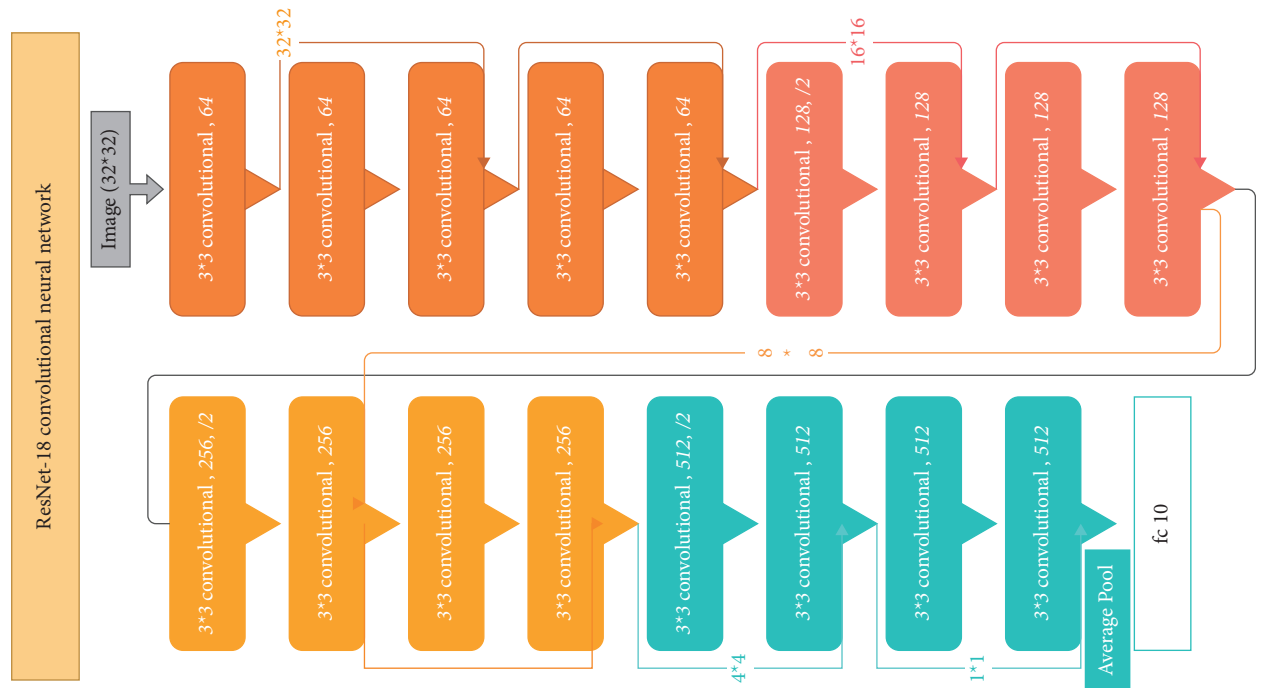 ResNet-18 convolutional neural network
Image (32*32)
3*3 convolutional , 64
32*32
3*3 convolutional , 64
3*3 convolutional , 64
3*3 convolutional , 64
3*3 convolutional , 64
3*3 convolutional , 128, /2
16*16
3*3 convolutional , 128
3*3 convolutional , 128
3*3 convolutional , 128
8 * 8
3*3 convolutional , 256, /2
3*3 convolutional , 256
3*3 convolutional , 256
3*3 convolutional , 256
3*3 convolutional , 512, /2
4*4
3*3 convolutional , 512
3*3 convolutional , 512
1*1
3*3 convolutional , 512
Average Pool
fc 10